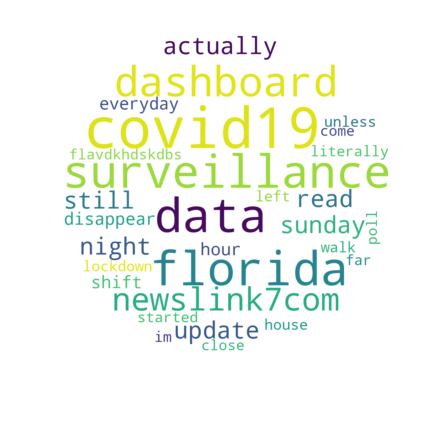 actually
dashboard
everyday
covid19
unless
come
flavdkhdskdbs
literally
surveillance
still
left
read
disappear
data
sunday
poll
night
hour
walk
lockdown
florida
far
shift
newslink7com
started
update
house
im
close